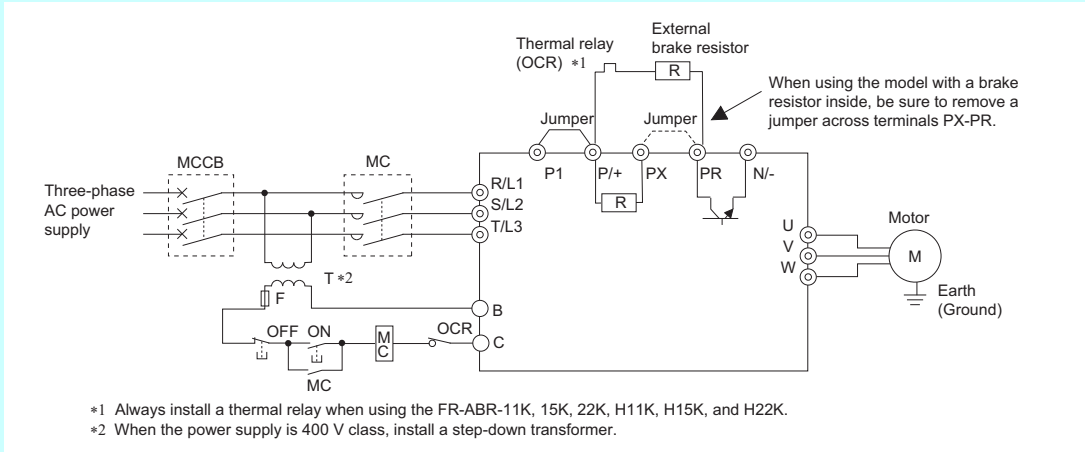 External
brake resistor
Thermal relay
(OCR) *1
R
When using the model with a brake
resistor inside, be sure to remove a
jumper across terminals PX-PR.
Jumper
Jumper
MCCB
MC
P1
P/+
PX
PR
N/-
R
Three-phase
AC power
supply
R/L1
S/L2
T/L3
Motor
U
V
W
M
T *2
Earth
(Ground)
F
B
OFF
ON
MC
OCR
C
MC
*1 Always install a thermal relay when using the FR-ABR-11K, 15K, 22K, H11K, H15K, and H22K.
*2 When the power supply is 400 V class, install a step-down transformer.